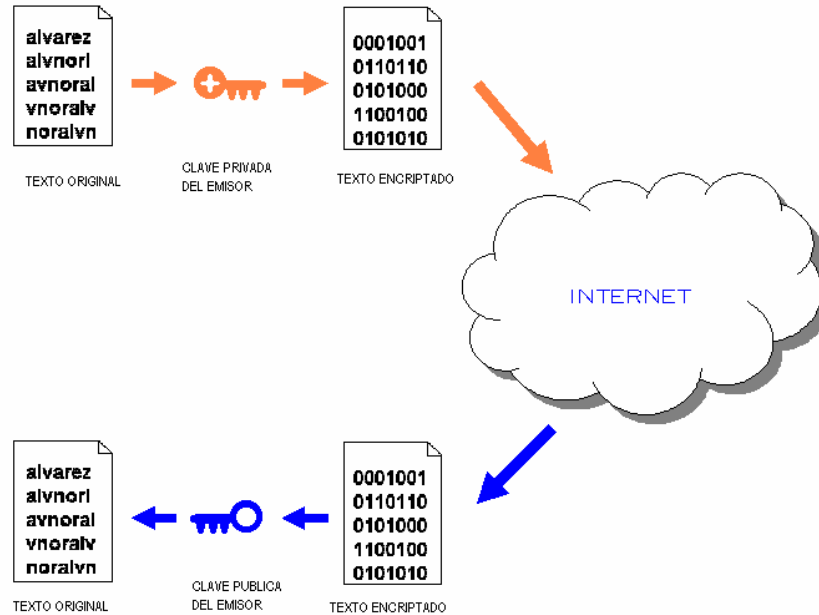 alvarez
alvnorl
avnoral
vnoralv
noralvn
TEXTO ORIGINAL
CLAVE PRIVADA
DEL EMISOR
0001001
0110110
0101000
1100100
0101010
TEXTO ENCRIPTADO
INTERNET
alvarez
alvnorl
avnoral
vnoralv
noralvn
TEXTO ORIGINAL
CLAVE PUBLICA
DEL EMISOR
0001001
0110110
0101000
1100100
0101010
TEXTO ENCRIPTADO